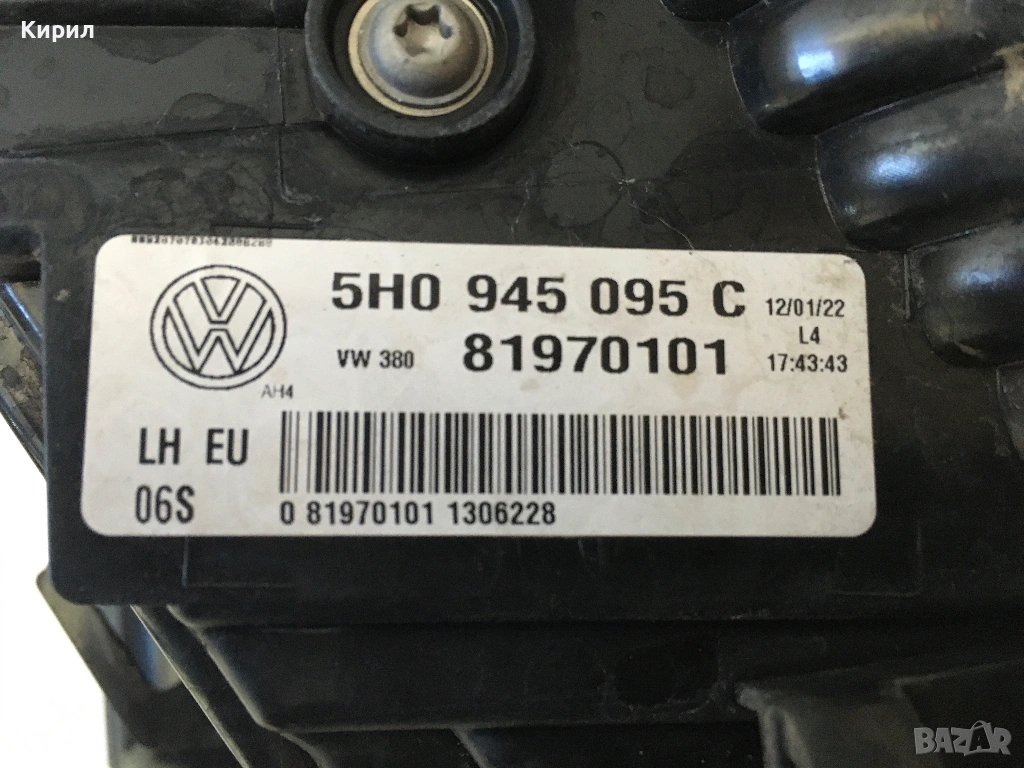 Кирил
5H0 945 095 C
12/01/22
VW 380
81970101
L4
17:43:43
AH4
LH EU
06S
0 81970101 1306228
BAZAR